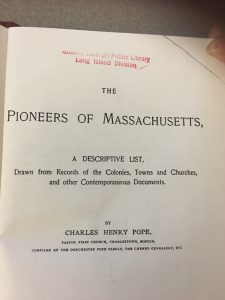 Public Library
Long Island Division
THE
PIONEERS OF MASSACHUSETTS,
A DESCRIPTIVE LIST,
Drawn from Records of the Colonies, Towns and Churches,
and other Contemporaneous Documents.
BY
CHARLES HENRY POPE,
PASTOR FIRST CHURCH, CHARLESTOWN, BOSTON,
COMPILER OF THE DORCHESTER POPE FAMILY, THE CHENEY GENEALOGY, ETC.